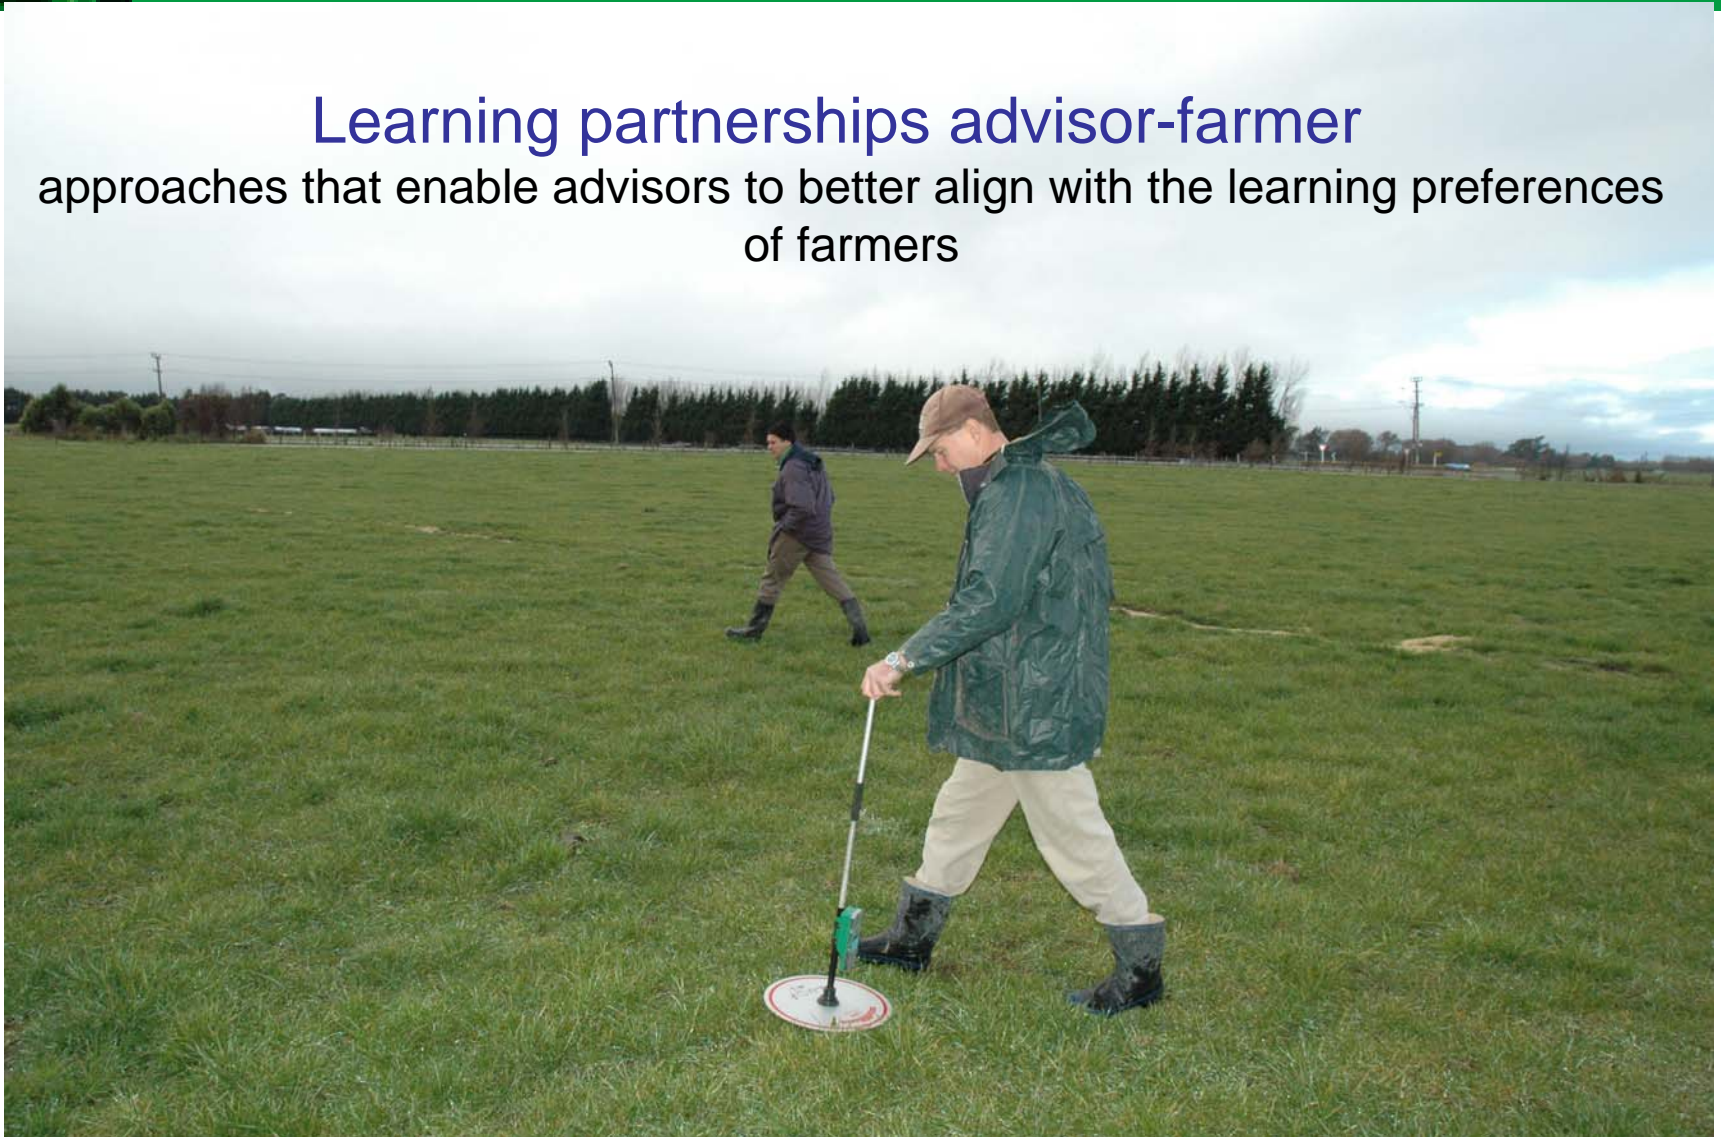 Learning partnerships advisor-farmer
approaches that enable advisors to better align with the learning preferences
of farmers